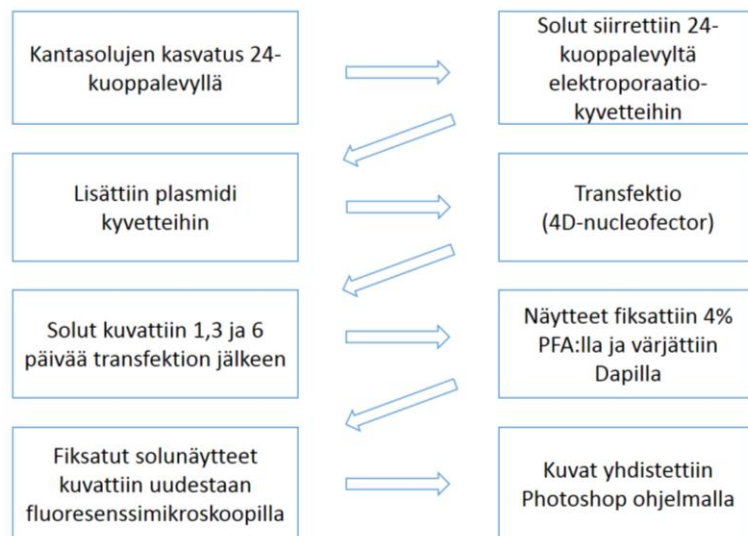 Kantasolujen kasvatus 24-
kuoppalevyllä
Solut siirrettiin 24-
kuoppalevyltä
elektroporaatio-
kyvetteihin
Lisättiin plasmidi
kyvetteihin
Transfektio
(4D-nucleofector)
Solut kuvattiin 1,3 ja 6
päivää transfektion jälkeen
Näytteet fiksattiin 4%
PFA:lla ja värjättiin
Dapilla
Fiksatut solunäytteet
kuvattiin uudestaan
fluoresenssimikroskoopilla
Kuvat yhdistettiin
Photoshop ohjelmalla